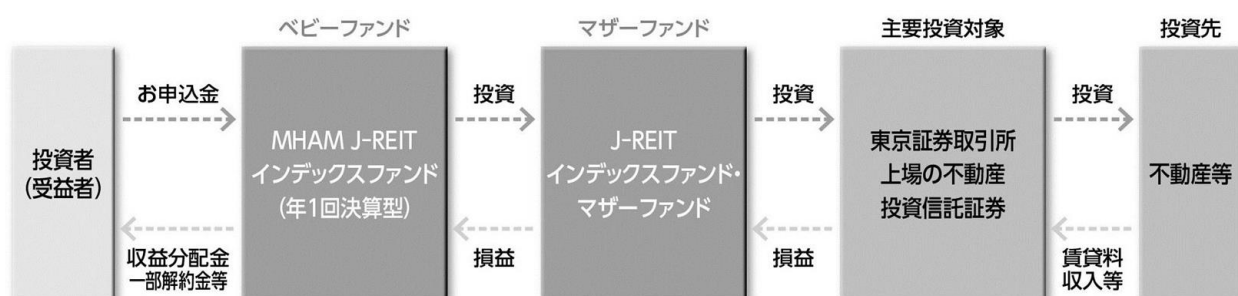 ベビーファンド
マザーファンド
主要投資対象
投資先
投資者
(受益者)
お申込金
収益分配金
一部解約金等
MHAM J-REIT
インデックスファンド
(年1回決算型)
投資
損益
J-REIT
インデックスファンド・
マザーファンド
投資
損益
東京証券取引所
上場の不動産
投資信託証券
投資
賃貸料
収入等
不動産等